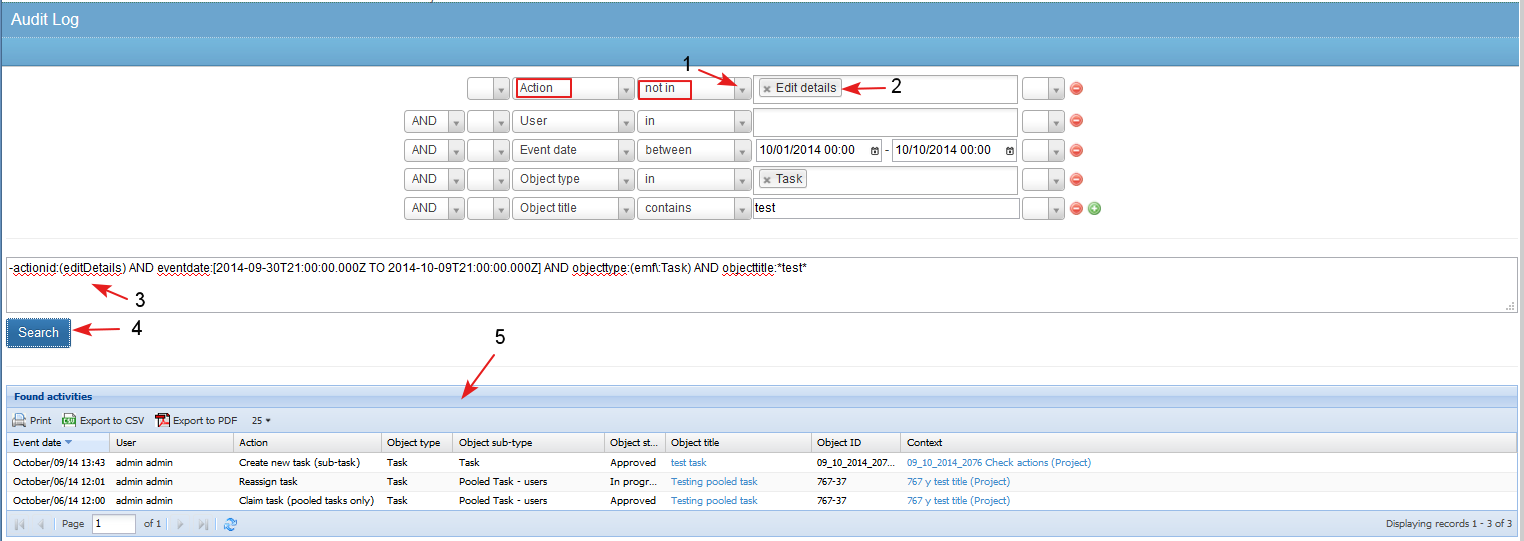 Audit Log
1
Action not in Edit details 2
AND User in
AND Event date between 10/01/2014 00:00 - 10/10/2014 00:00
AND Object type in Task
AND Object title contains test
-actionid:(editDetails) AND eventdate:[2014-09-30T21:00:00.000Z TO 2014-10-09T21:00:00.000Z] AND objecttype:(emf\:Task) AND objecttitle:*test*
3
Search 4
5
Found activities
Print Export to CSV Export to PDF 25
Event date User Action Object type Object sub-type Object st... Object title Object ID Context
October/09/14 13:43 admin admin Create new task (sub-task) Task Task Approved test task 09_10_2014_207... 09_10_2014_2076 Check actions (Project)
October/06/14 12:01 admin admin Reassign task Task Pooled Task - users In progr... Testing pooled task 767-37 767 y test title (Project)
October/06/14 12:00 admin admin Claim task (pooled tasks only) Task Pooled Task - users Approved Testing pooled task 767-37 767 y test title (Project)
Page 1 of 1 Displaying records 1 - 3 of 3